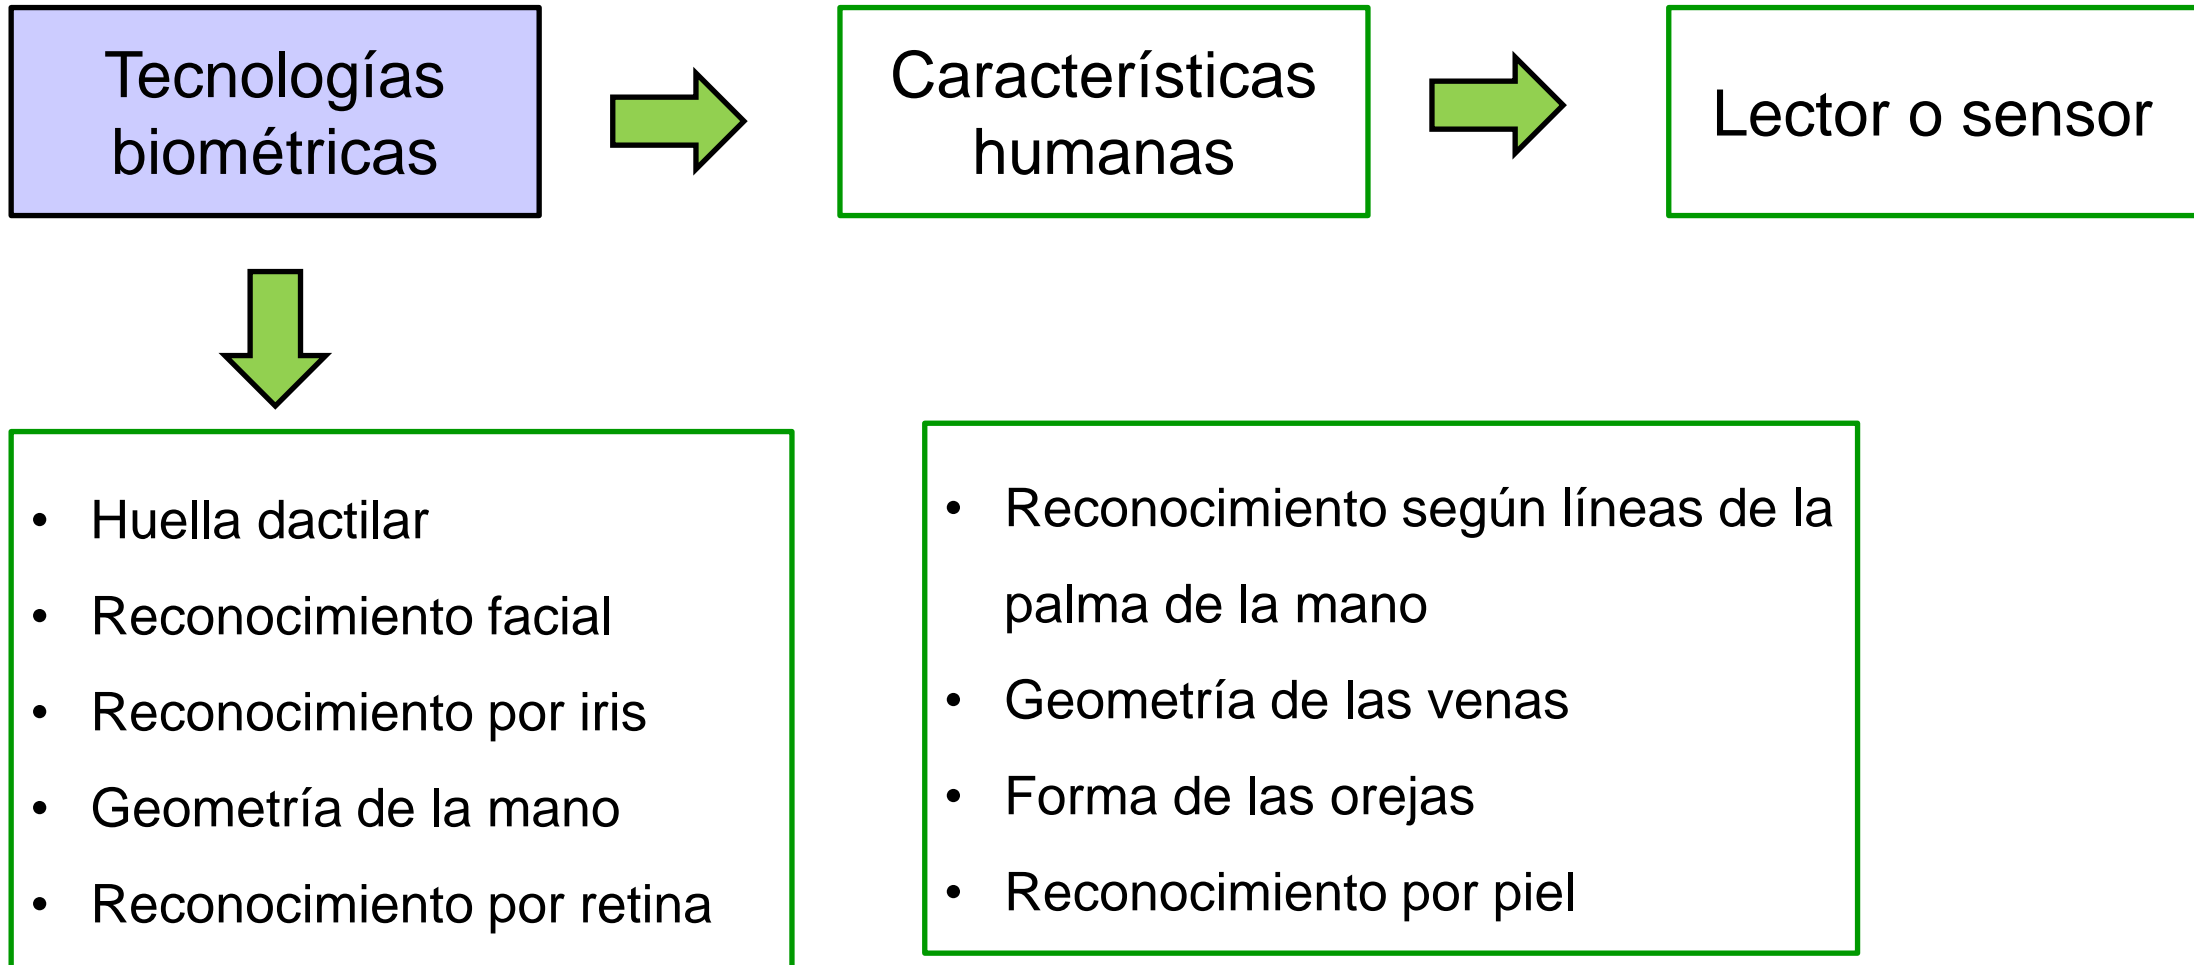 Tecnologías
biométricas
Características
humanas
Lector o sensor
• Huella dactilar
• Reconocimiento facial
• Reconocimiento por iris
• Geometría de la mano
• Reconocimiento por retina
• Reconocimiento según líneas de la
palma de la mano
• Geometría de las venas
• Forma de las orejas
• Reconocimiento por piel